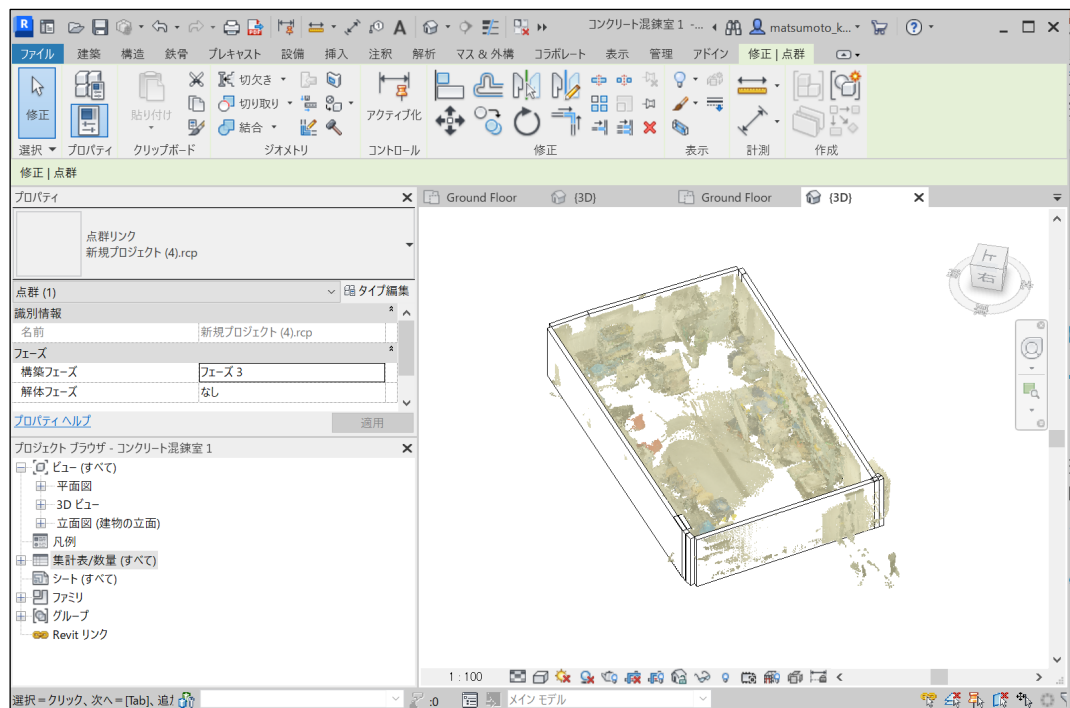 コンクリート混錬室 1 -... matsumoto_k...
ファイル 建築 構造 鉄骨 プレキャスト 設備 挿入 注釈 解析 マス & 外構 コラボレート 表示 管理 アドイン 修正 | 点群
修正 貼り付け 切欠き 切り取り 結合 アクティブ化
選択 プロパティ クリップボード ジオメトリ コントロール 修正 表示 計測 作成
修正 | 点群
プロパティ
Ground Floor {3D} Ground Floor {3D}
点群リンク
新規プロジェクト (4).rcp
点群 (1) タイプ編集
識別情報
名前 新規プロジェクト (4).rcp
フェーズ
構築フェーズ フェーズ 3
解体フェーズ なし
プロパティ ヘルプ 適用
プロジェクト ブラウザ - コンクリート混錬室 1
ビュー (すべて)
平面図
3D ビュー
立面図 (建物の立面)
凡例
集計表/数量 (すべて)
シート (すべて)
ファミリ
グループ
Revit リンク
上
右
1 : 100
選択 = クリック、次へ = [Tab]、追加 :0 メイン モデル